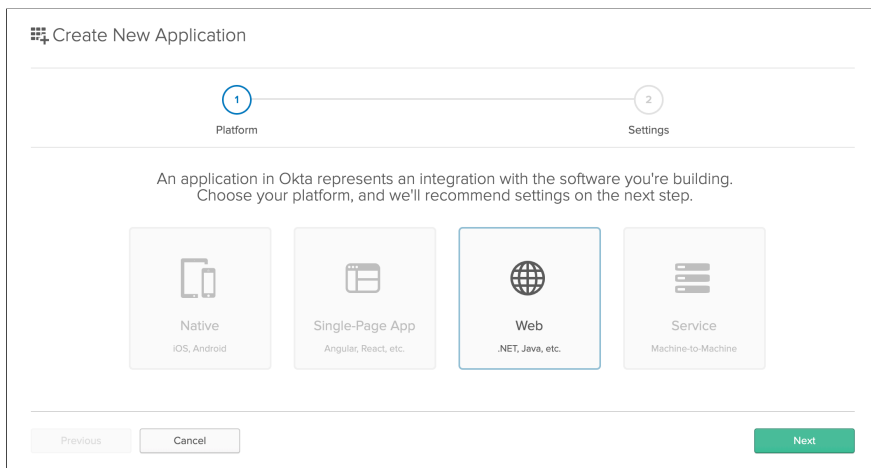 Create New Application
1
2
Platform
Settings
An application in Okta represents an integration with the software you're building.
Choose your platform, and we'll recommend settings on the next step.
Native
Single-Page App
Web
Service
iOS, Android
Angular, React, etc.
.NET, Java, etc.
Machine-to-Machine
Previous
Cancel
Next